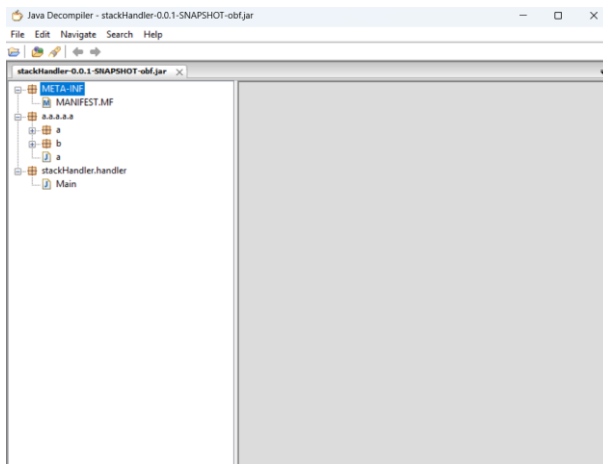 Java Decompiler - stackHandler-0.0.1-SNAPSHOT-obf.jar
File Edit Navigate Search Help
stackHandler-0.0.1-SNAPSHOT-obf.jar
META-INF
MANIFEST.MF
a.a.a.a.a
a
b
a
stackHandler.handler
Main